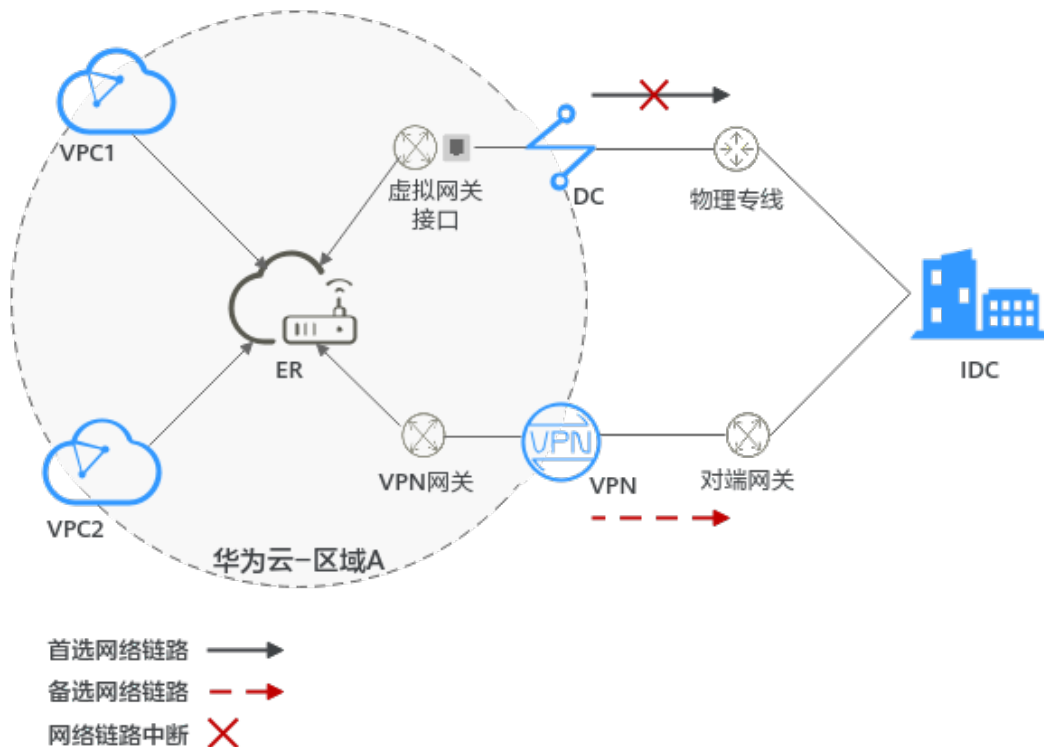 VPC1
虚拟网关
接口
DC
物理专线
ER
IDC
VPN
VPN网关
VPN
对端网关
VPC2
华为云-区域A
首选网络链路
备选网络链路
网络链路中断